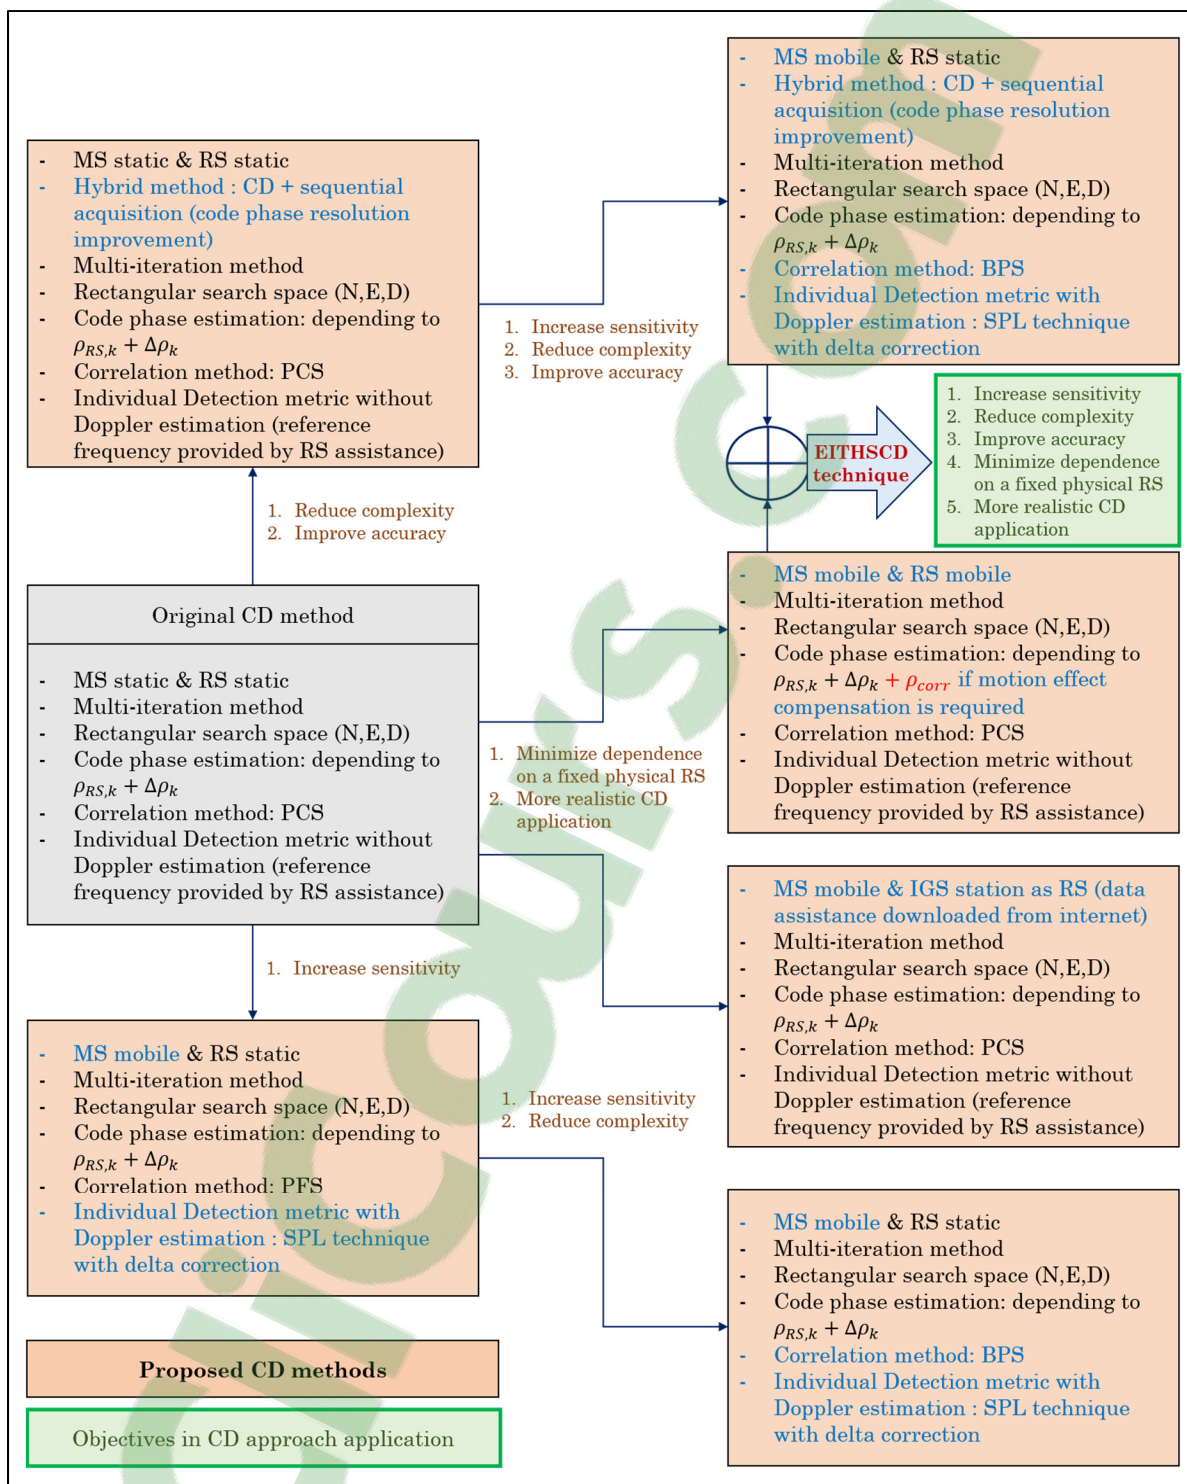 - MS mobile & RS static
- Hybrid method : CD + sequential
acquisition (code phase resolution
improvement)
- Multi-iteration method
- Rectangular search space (N,E,D)
- Code phase estimation: depending to
ρRS,k + Δρk
- Correlation method: BPS
- Individual Detection metric with
Doppler estimation : SPL technique
with delta correction
- MS static & RS static
- Hybrid method : CD + sequential
acquisition (code phase resolution
improvement)
- Multi-iteration method
- Rectangular search space (N,E,D)
- Code phase estimation: depending to
ρRS,k + Δρk
- Correlation method: PCS
- Individual Detection metric without
Doppler estimation (reference
frequency provided by RS assistance)
1. Increase sensitivity
2. Reduce complexity
3. Improve accuracy
EITHSCD
technique
1. Increase sensitivity
2. Reduce complexity
3. Improve accuracy
4. Minimize dependence
on a fixed physical RS
5. More realistic CD
application
1. Reduce complexity
2. Improve accuracy
Original CD method
- MS static & RS static
- Multi-iteration method
- Rectangular search space (N,E,D)
- Code phase estimation: depending to
ρRS,k + Δρk
- Correlation method: PCS
- Individual Detection metric without
Doppler estimation (reference
frequency provided by RS assistance)
- MS mobile & RS mobile
- Multi-iteration method
- Rectangular search space (N,E,D)
- Code phase estimation: depending to
ρRS,k + Δρk + ρcorr if motion effect
compensation is required
- Correlation method: PCS
- Individual Detection metric without
Doppler estimation (reference
frequency provided by RS assistance)
1. Minimize dependence
on a fixed physical RS
2. More realistic CD
application
- MS mobile & IGS station as RS (data
assistance downloaded from internet)
- Multi-iteration method
- Rectangular search space (N,E,D)
- Code phase estimation: depending to
ρRS,k + Δρk
- Correlation method: PCS
- Individual Detection metric without
Doppler estimation (reference
frequency provided by RS assistance)
1. Increase sensitivity
- MS mobile & RS static
- Multi-iteration method
- Rectangular search space (N,E,D)
- Code phase estimation: depending to
ρRS,k + Δρk
- Correlation method: PFS
- Individual Detection metric with
Doppler estimation : SPL technique
with delta correction
1. Increase sensitivity
2. Reduce complexity
- MS mobile & RS static
- Multi-iteration method
- Rectangular search space (N,E,D)
- Code phase estimation: depending to
ρRS,k + Δρk
- Correlation method: BPS
- Individual Detection metric with
Doppler estimation : SPL technique
with delta correction
Proposed CD methods
Objectives in CD approach application
CliCours.com